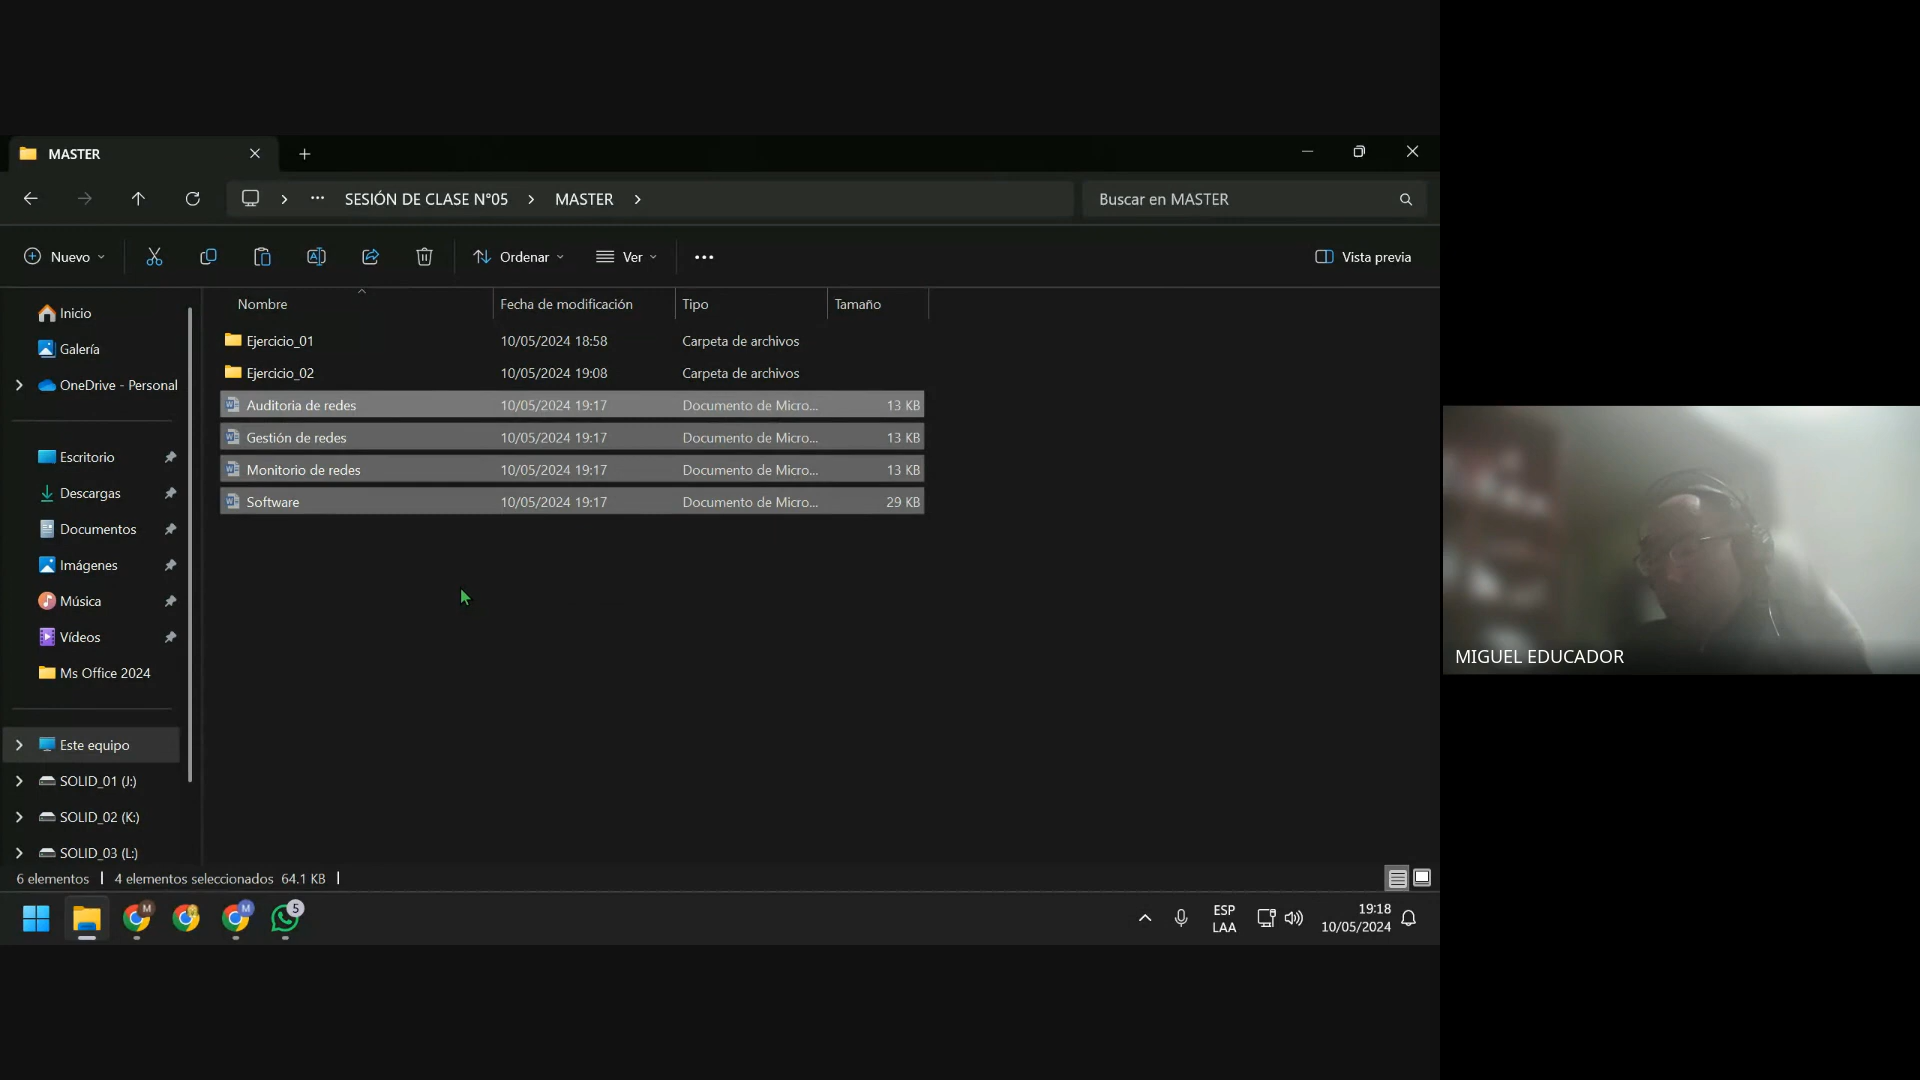 MASTER
SESIÓN DE CLASE N°05 MASTER
Buscar en MASTER
Nuevo Ordenar Ver Vista previa
Nombre Fecha de modificación Tipo Tamaño
Ejercicio_01 10/05/2024 18:58 Carpeta de archivos
Ejercicio_02 10/05/2024 19:08 Carpeta de archivos
Auditoria de redes 10/05/2024 19:17 Documento de Micro... 13 KB
Gestión de redes 10/05/2024 19:17 Documento de Micro... 13 KB
Monitorio de redes 10/05/2024 19:17 Documento de Micro... 13 KB
Software 10/05/2024 19:17 Documento de Micro... 29 KB
Inicio
Galería
OneDrive - Personal
Escritorio
Descargas
Documentos
Imágenes
Música
Vídeos
Ms Office 2024
Este equipo
SOLID_01 (J:)
SOLID_02 (K:)
SOLID_03 (L:)
6 elementos 4 elementos seleccionados 64.1 KB
M
M
5
ESP
LAA
19:18
10/05/2024
MIGUEL EDUCADOR